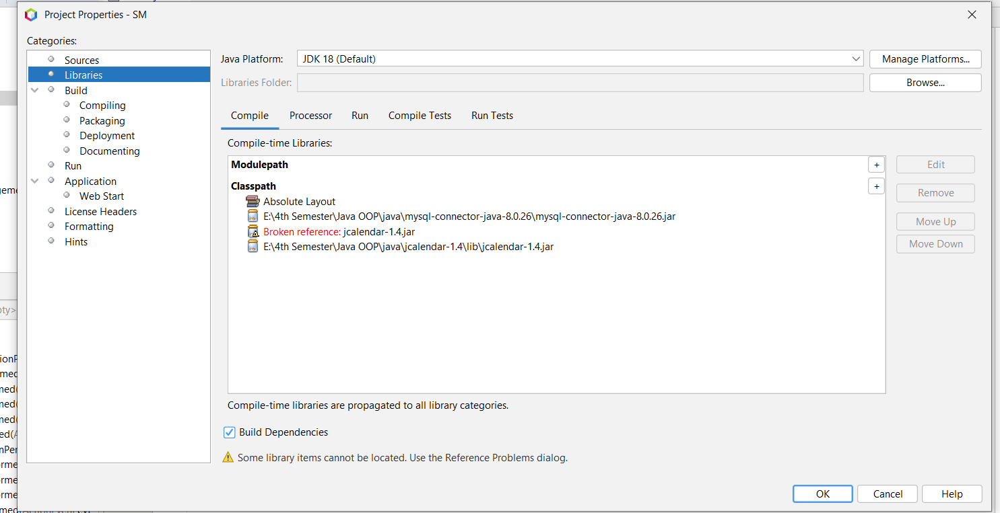 Project Properties - SM
Categories:
Sources
Libraries
Build
Compiling
Packaging
Deployment
Documenting
Run
Application
Web Start
License Headers
Formatting
Hints
Java Platform: JDK 18 (Default) Manage Platforms...
Libraries Folder: Browse...
Compile Processor Run Compile Tests Run Tests
Compile-time Libraries:
Modulepath + Edit
Classpath + Remove
Absolute Layout
E:\4th Semester\Java OOP\java\mysql-connector-java-8.0.26\mysql-connector-java-8.0.26.jar
Move Up
Broken reference: jcalendar-1.4.jar
Move Down
E:\4th Semester\Java OOP\java\jcalendar-1.4\lib\jcalendar-1.4.jar
Compile-time libraries are propagated to all library categories.
Build Dependencies
Some library items cannot be located. Use the Reference Problems dialog.
OK Cancel Help